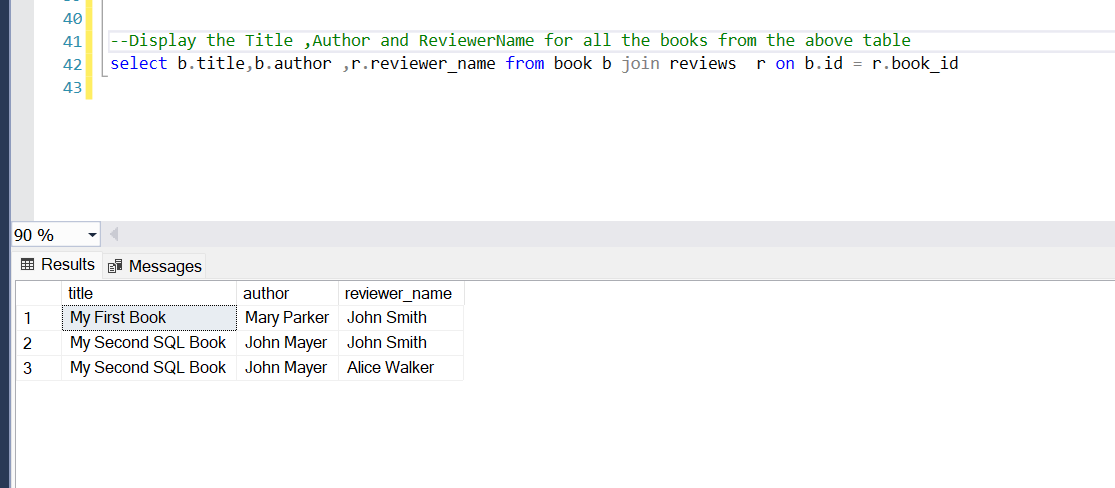 40
41 --Display the Title ,Author and ReviewerName for all the books from the above table
42 select b.title,b.author ,r.reviewer_name from book b join reviews  r on b.id = r.book_id
43
90 %
Results Messages
title author reviewer_name
1 My First Book Mary Parker John Smith
2 My Second SQL Book John Mayer John Smith
3 My Second SQL Book John Mayer Alice Walker